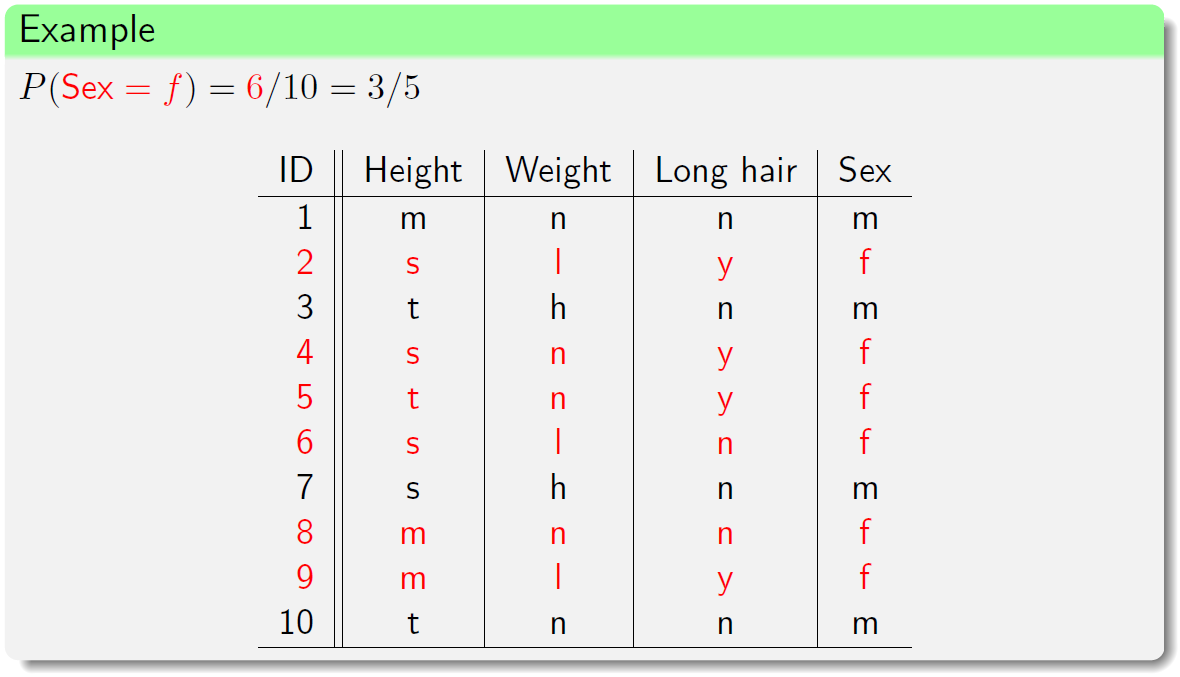 Example
P(Sex = f) = 6/10 = 3/5
ID Height Weight Long hair Sex
1 m n n m
2 s l y f
3 t h n m
4 s n y f
5 t n y f
6 s l n f
7 s h n m
8 m n n f
9 m l y f
10 t n n m